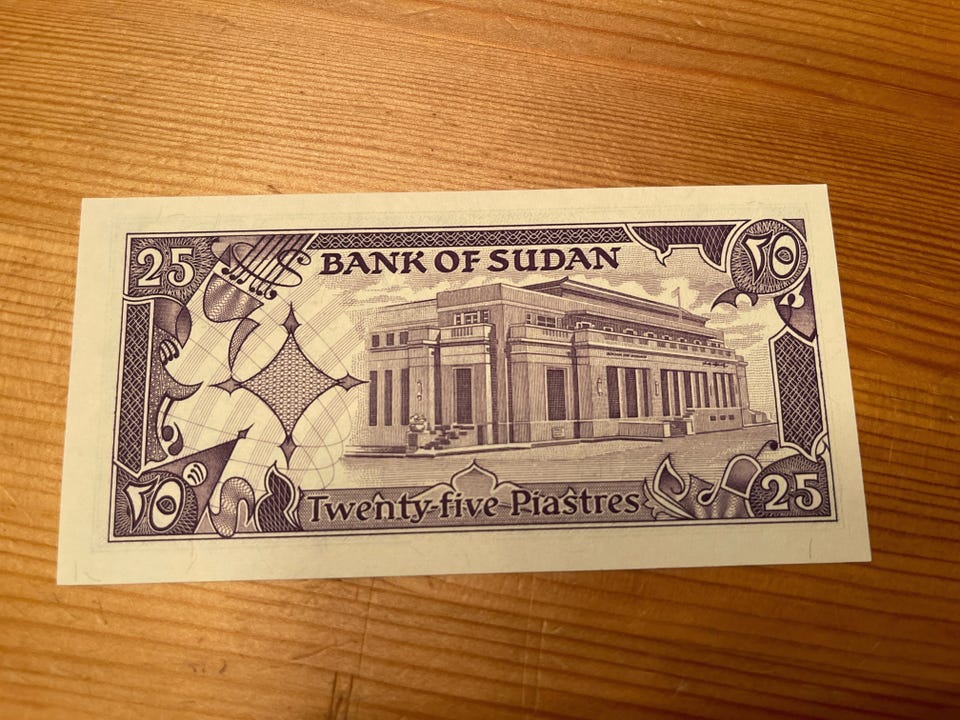 25
BANK OF SUDAN
٢٥
٢٥
Twenty-five Piastres
25